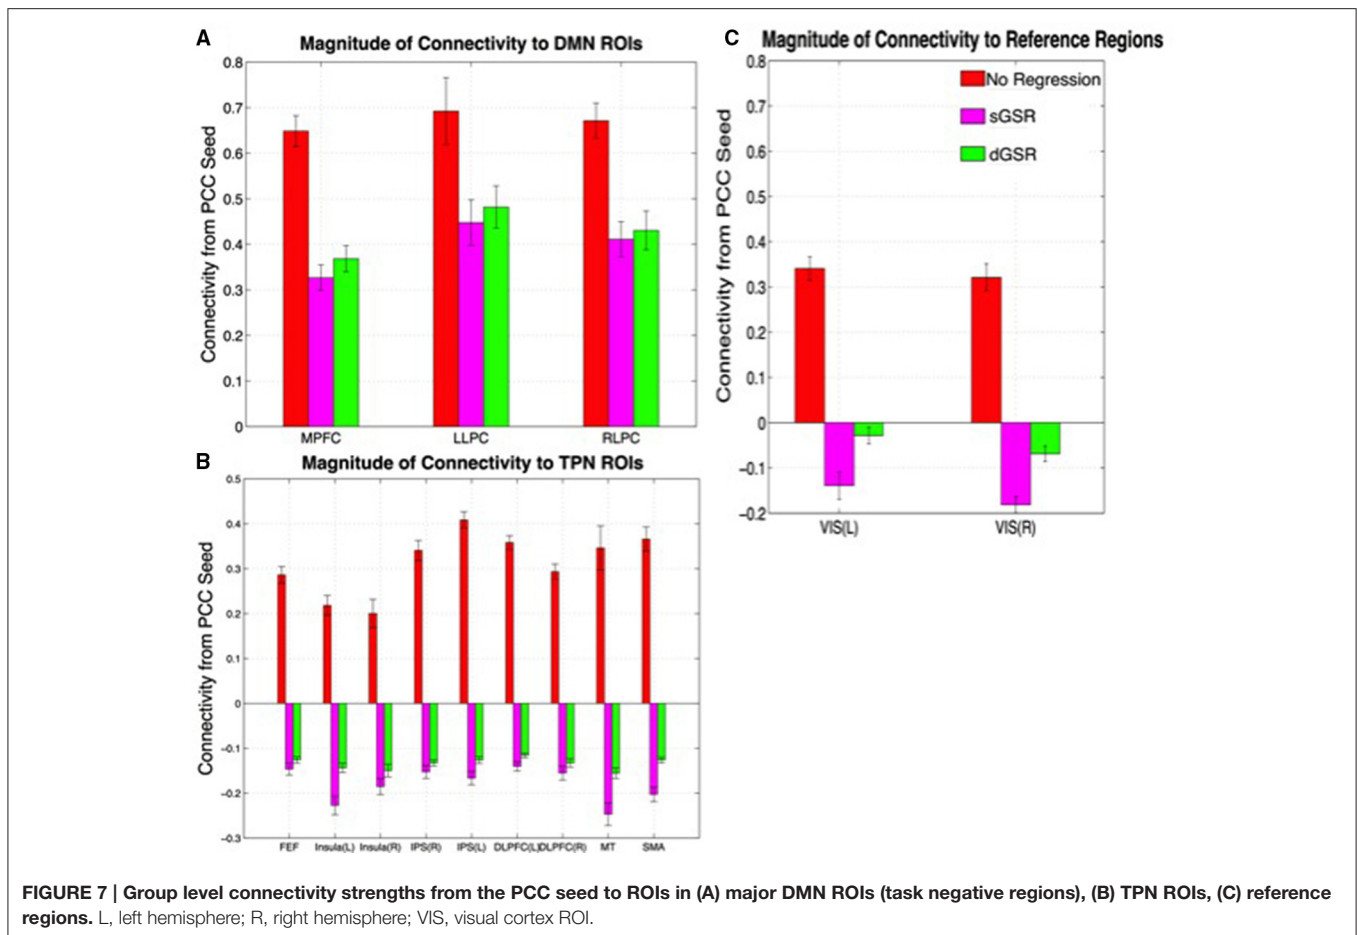 A
Magnitude of Connectivity to DMN ROIs
Connectivity from PCC Seed
0.8
0.7
0.6
0.5
0.4
0.3
0.2
0.1
0
MPFC LLPC RLPC
B
Magnitude of Connectivity to TPN ROIs
Connectivity from PCC Seed
0.5
0.4
0.3
0.2
0.1
0
−0.1
−0.2
−0.3
FEF Insula(L) Insula(R) IPS(R) IPS(L) DLPFC(L) DLPFC(R) MT SMA
C
Magnitude of Connectivity to Reference Regions
Connectivity from PCC Seed
0.8
0.7
0.6
0.5
0.4
0.3
0.2
0.1
0
−0.1
−0.2
VIS(L) VIS(R)
No Regression
sGSR
dGSR
FIGURE 7 | Group level connectivity strengths from the PCC seed to ROIs in (A) major DMN ROIs (task negative regions), (B) TPN ROIs, (C) reference
regions. L, left hemisphere; R, right hemisphere; VIS, visual cortex ROI.